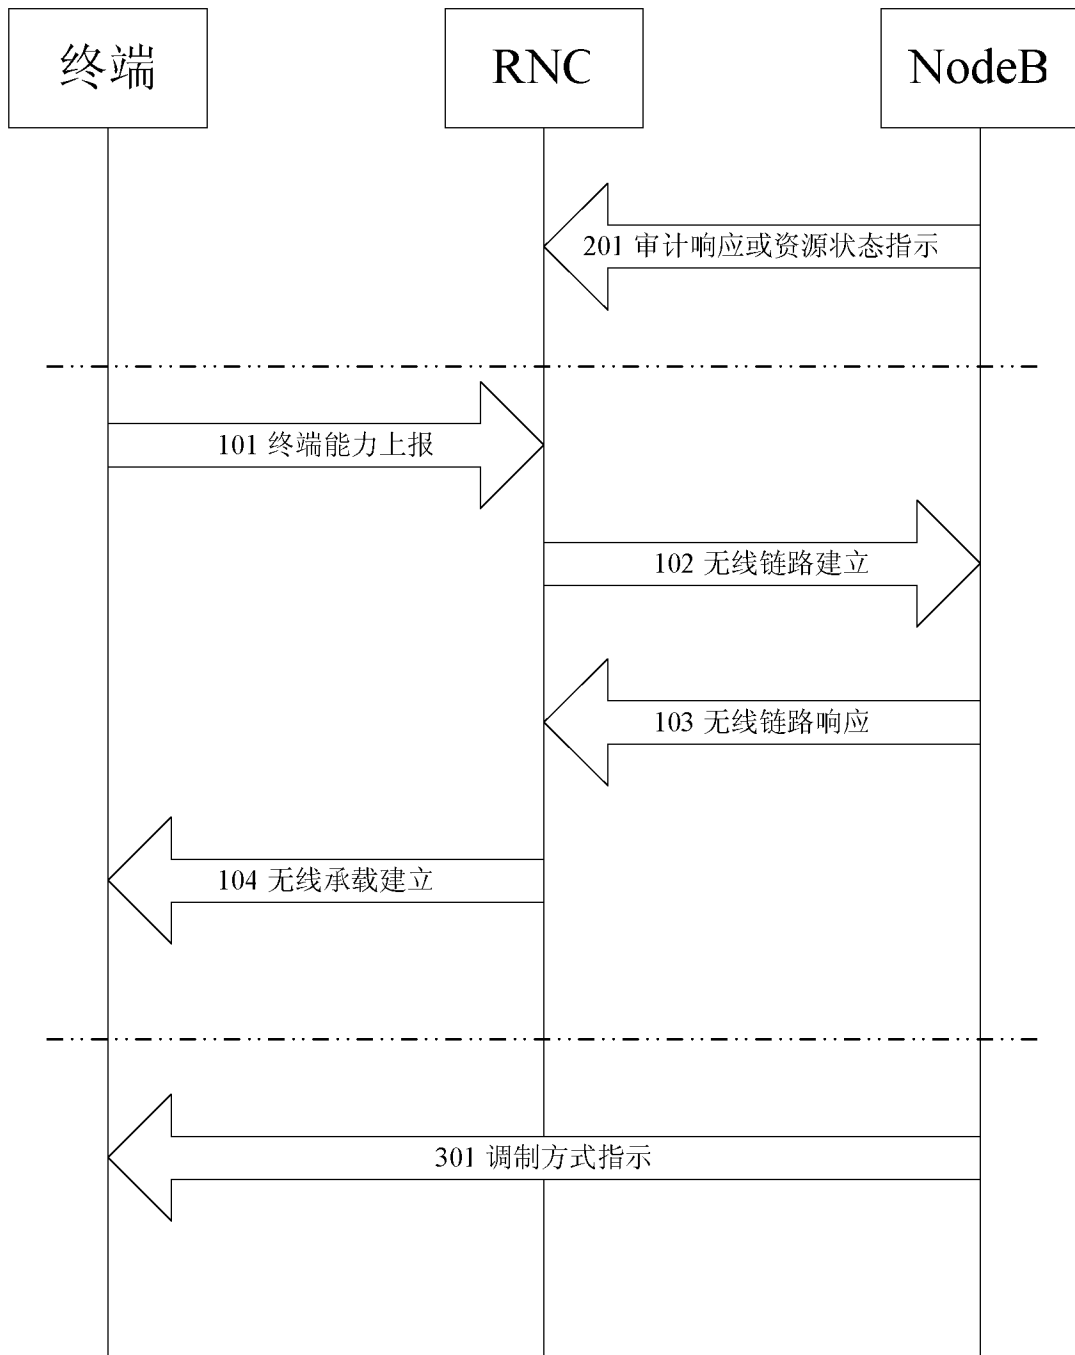 终端
RNC
NodeB
201 审计响应或资源状态指示
101 终端能力上报
102 无线链路建立
103 无线链路响应
104 无线承载建立
301 调制方式指示